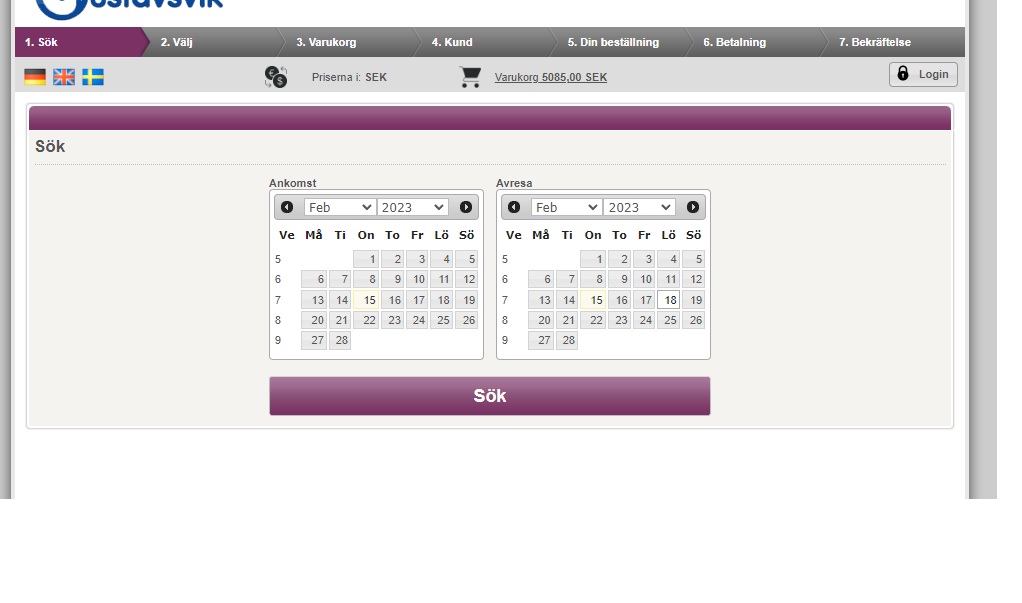 1. Sök 2. Välj 3. Varukorg 4. Kund 5. Din beställning 6. Betalning 7. Bekräftelse
Priserna i: SEK Varukorg 5085,00 SEK Login
Sök
Ankomst Avresa
Feb 2023 Feb 2023
Ve Må Ti On To Fr Lö Sö Ve Må Ti On To Fr Lö Sö
5 1 2 3 4 5 5 1 2 3 4 5
6 6 7 8 9 10 11 12 6 6 7 8 9 10 11 12
7 13 14 15 16 17 18 19 7 13 14 15 16 17 18 19
8 20 21 22 23 24 25 26 8 20 21 22 23 24 25 26
9 27 28 9 27 28
Sök